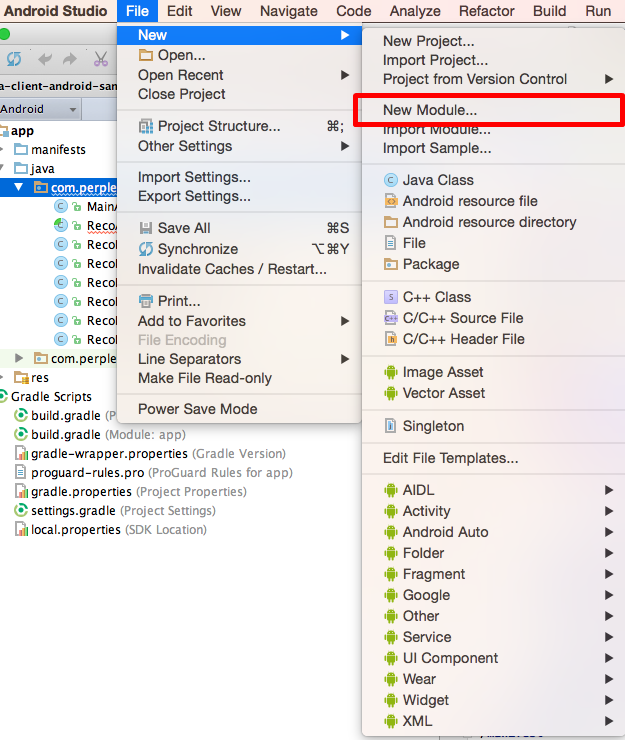 Android Studio File Edit View Navigate Code Analyze Refactor Build Run
a-client-android-sam
Android
app
manifests
java
com.perple
MainA
RecoA
Reco
Reco
Reco
Reco
Reco
com.perple
res
Gradle Scripts
build.gradle (P
build.gradle (Module: app)
gradle-wrapper.properties (Gradle Version)
proguard-rules.pro (ProGuard Rules for app)
gradle.properties (Project Properties)
settings.gradle (Project Settings)
local.properties (SDK Location)
New
Open...
Open Recent
Close Project
Project Structure... ⌘;
Other Settings
Import Settings...
Export Settings...
Save All ⌘S
Synchronize ⌥⌘Y
Invalidate Caches / Restart...
Print...
Add to Favorites
File Encoding
Line Separators
Make File Read-only
Power Save Mode
New Project...
Import Project...
Project from Version Control
New Module...
Import Module...
Import Sample...
Java Class
Android resource file
Android resource directory
File
Package
C++ Class
C/C++ Source File
C/C++ Header File
Image Asset
Vector Asset
Singleton
Edit File Templates...
AIDL
Activity
Android Auto
Folder
Fragment
Google
Other
Service
UI Component
Wear
Widget
XML